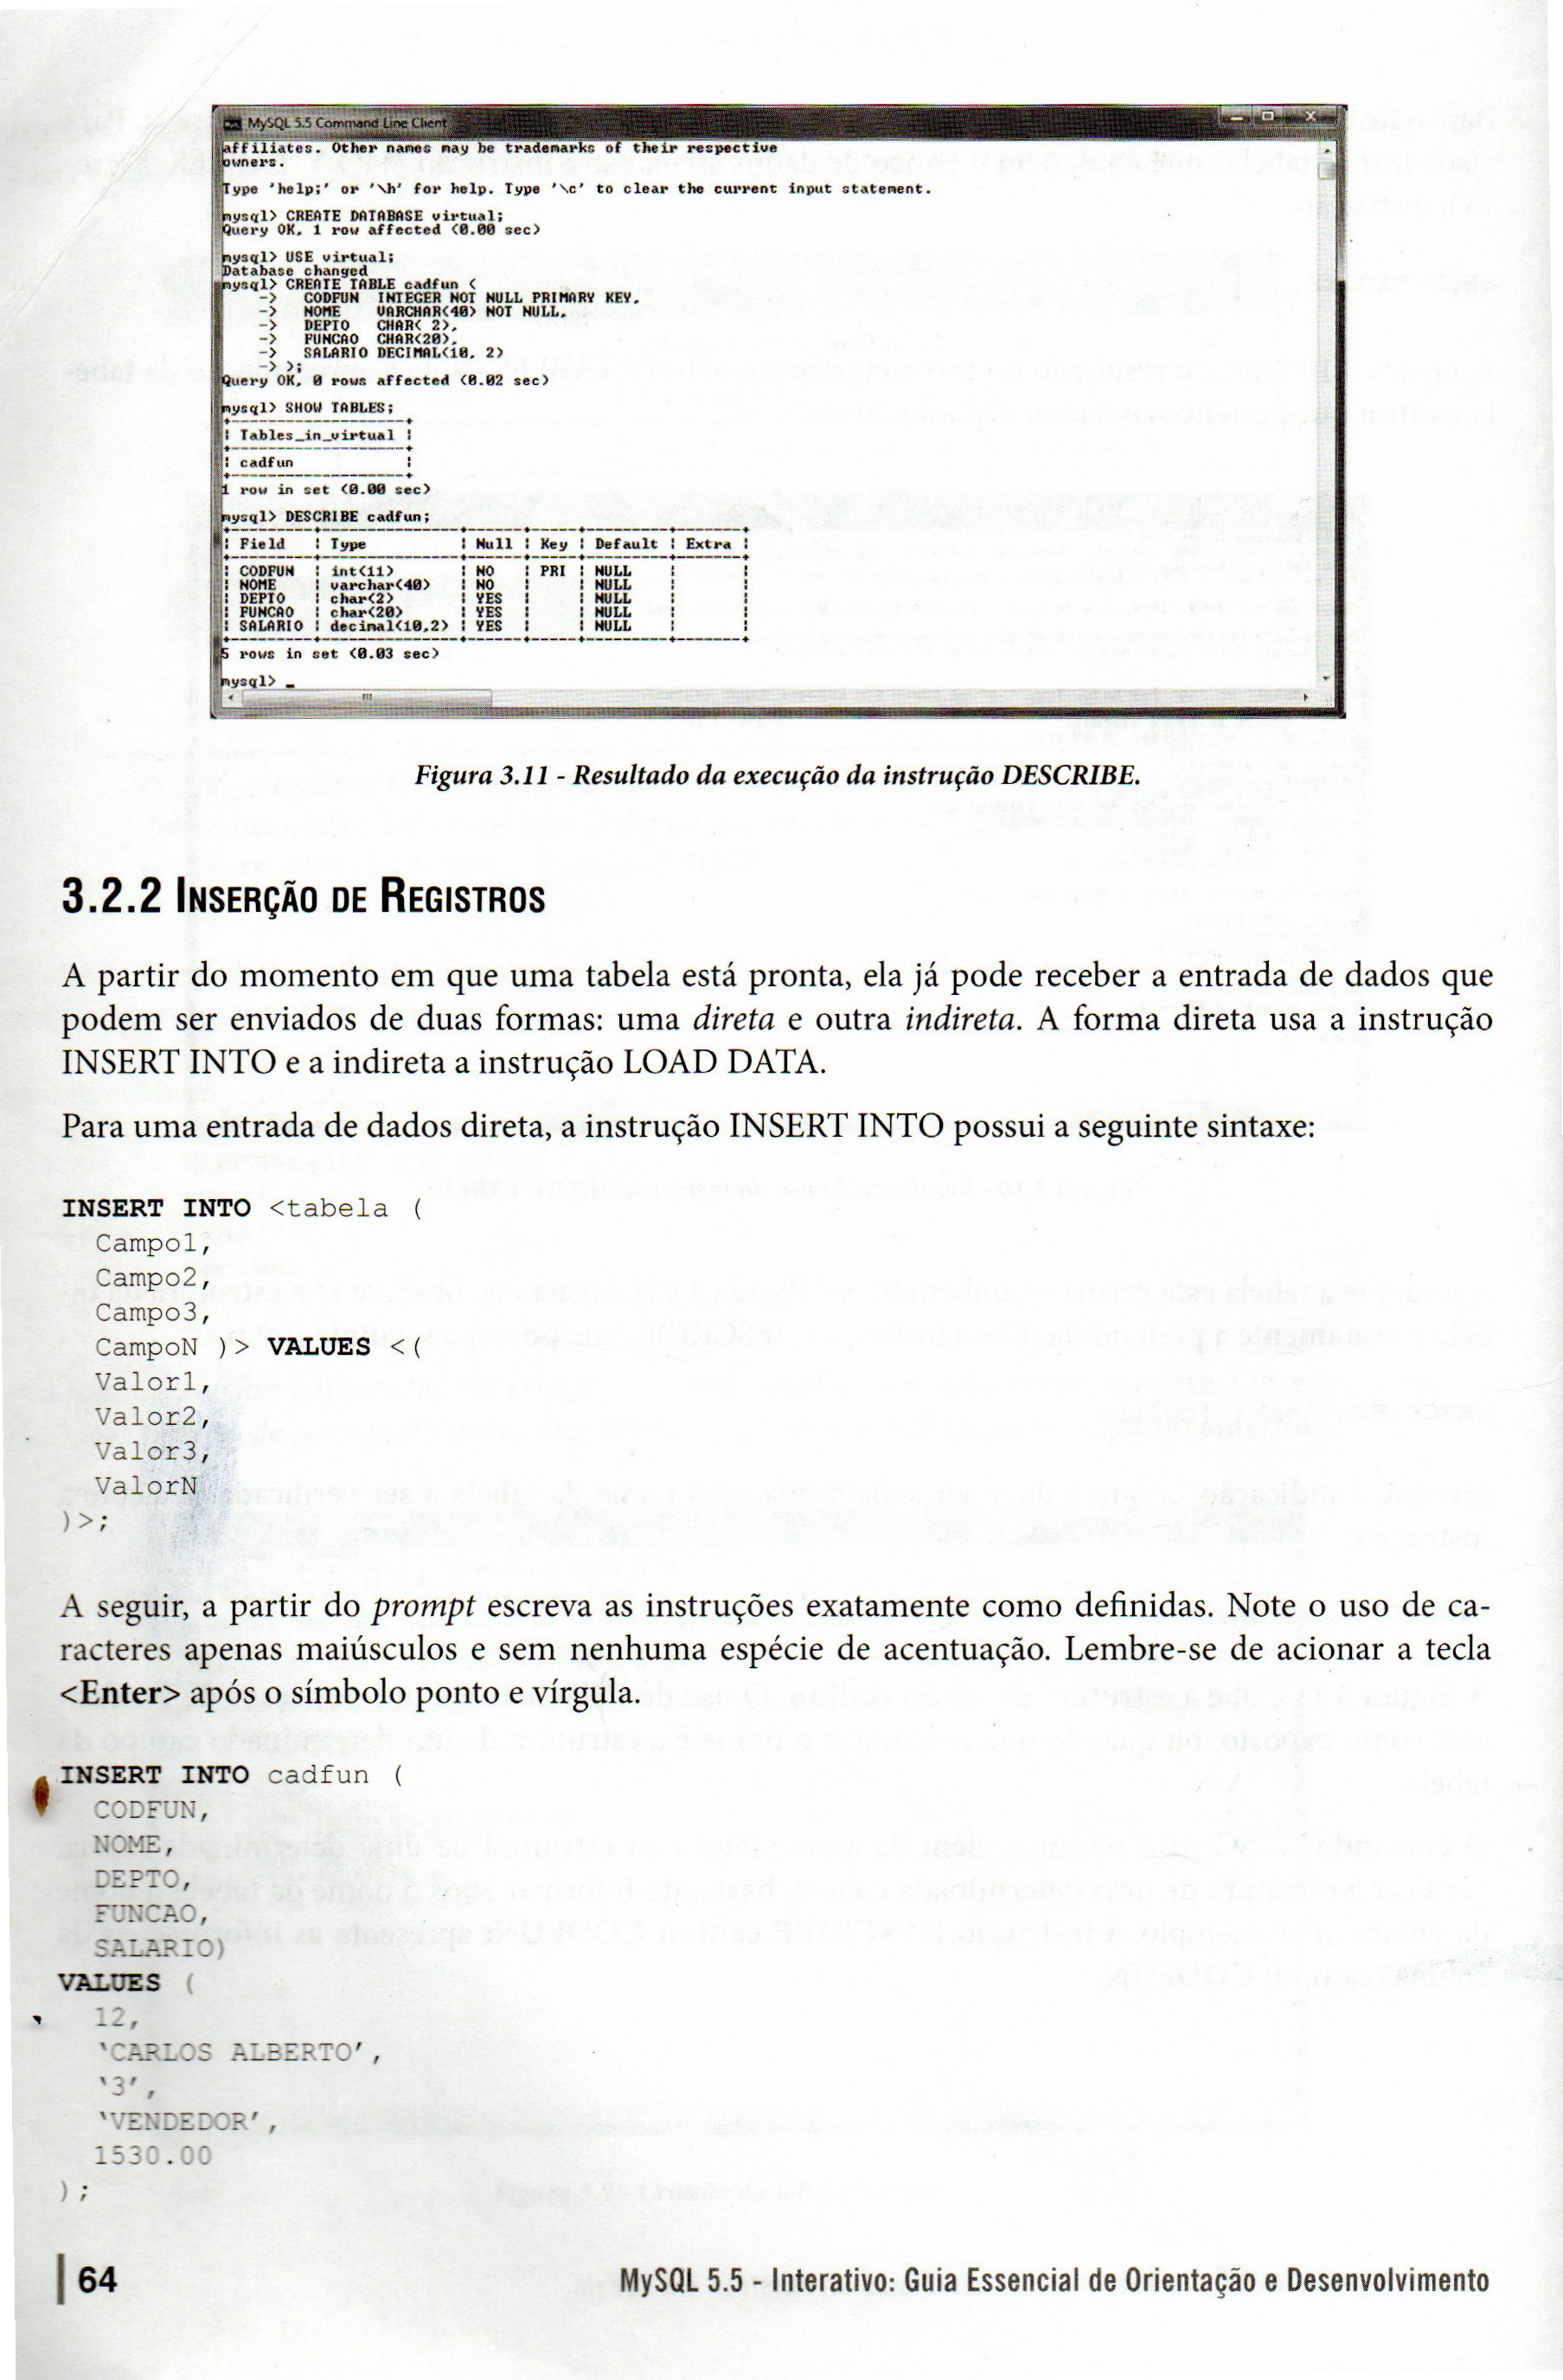 MySQL 5.5 Command Line Client
affiliates. Other names may be trademarks of their respective
owners.
Type 'help;' or '\h' for help. Type '\c' to clear the current input statement.
mysql> CREATE DATABASE virtual;
Query OK, 1 row affected (0.00 sec)
mysql> USE virtual;
Database changed
mysql> CREATE TABLE cadfun (
-> CODFUN INTEGER NOT NULL PRIMARY KEY,
-> NOME VARCHAR(40) NOT NULL,
-> DEPTO CHAR( 2),
-> FUNCAO CHAR(20),
-> SALARIO DECIMAL(10, 2)
-> );
Query OK, 0 rows affected (0.02 sec)
mysql> SHOW TABLES;
+-------------------+
| Tables_in_virtual |
+-------------------+
| cadfun |
+-------------------+
1 row in set (0.00 sec)
mysql> DESCRIBE cadfun;
+---------+---------------+------+-----+---------+-------+
| Field | Type | Null | Key | Default | Extra |
+---------+---------------+------+-----+---------+-------+
| CODFUN | int(11) | NO | PRI | NULL | |
| NOME | varchar(40) | NO | | NULL | |
| DEPTO | char(2) | YES | | NULL | |
| FUNCAO | char(20) | YES | | NULL | |
| SALARIO | decimal(10,2) | YES | | NULL | |
+---------+---------------+------+-----+---------+-------+
5 rows in set (0.03 sec)
mysql> _
Figura 3.11 - Resultado da execução da instrução DESCRIBE.
3.2.2 INSERÇÃO DE REGISTROS
A partir do momento em que uma tabela está pronta, ela já pode receber a entrada de dados que
podem ser enviados de duas formas: uma direta e outra indireta. A forma direta usa a instrução
INSERT INTO e a indireta a instrução LOAD DATA.
Para uma entrada de dados direta, a instrução INSERT INTO possui a seguinte sintaxe:
INSERT INTO <tabela (
Campo1,
Campo2,
Campo3,
CampoN )> VALUES <(
Valor1,
Valor2,
Valor3,
ValorN
)>;
A seguir, a partir do prompt escreva as instruções exatamente como definidas. Note o uso de ca-
racteres apenas maiúsculos e sem nenhuma espécie de acentuação. Lembre-se de acionar a tecla
<Enter> após o símbolo ponto e vírgula.
INSERT INTO cadfun (
CODFUN,
NOME,
DEPTO,
FUNCAO,
SALARIO)
VALUES (
12,
‘CARLOS ALBERTO’,
‘3’,
‘VENDEDOR’,
1530.00
);
64
MySQL 5.5 - Interativo: Guia Essencial de Orientação e Desenvolvimento